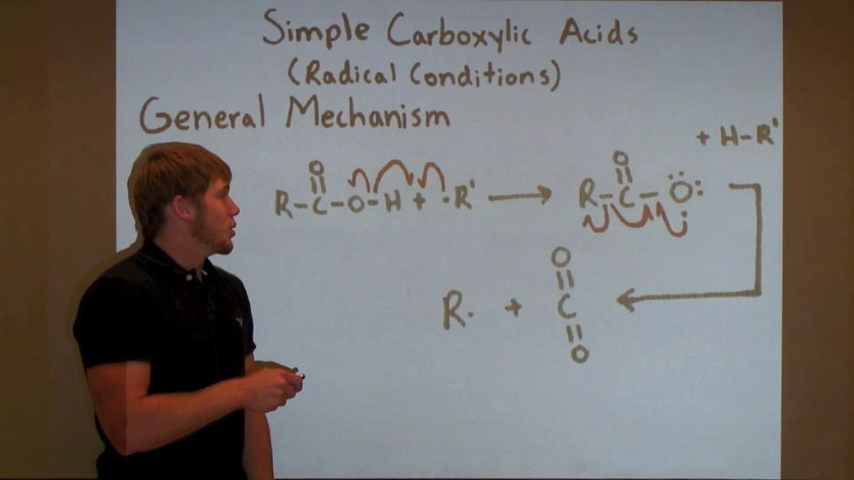 Simple Carboxylic Acids
(Radical Conditions)
General Mechanism
+ H-R'
O O
R-C-O-H + ·R' → R-C-O:
O
R· + C
O